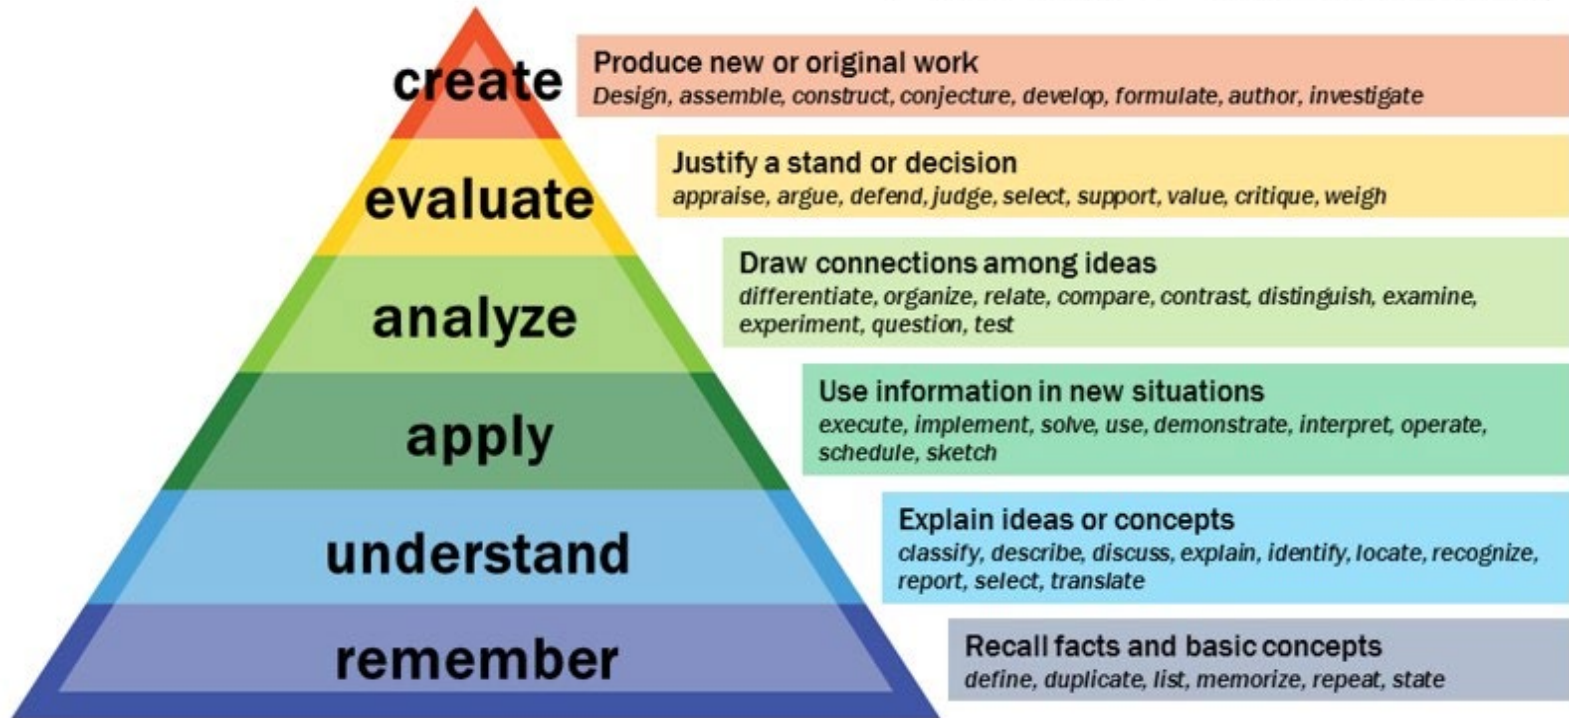 create
Produce new or original work
Design, assemble, construct, conjecture, develop, formulate, author, investigate
evaluate
Justify a stand or decision
appraise, argue, defend, judge, select, support, value, critique, weigh
analyze
Draw connections among ideas
differentiate, organize, relate, compare, contrast, distinguish, examine,
experiment, question, test
apply
Use information in new situations
execute, implement, solve, use, demonstrate, interpret, operate,
schedule, sketch
understand
Explain ideas or concepts
classify, describe, discuss, explain, identify, locate, recognize,
report, select, translate
remember
Recall facts and basic concepts
define, duplicate, list, memorize, repeat, state